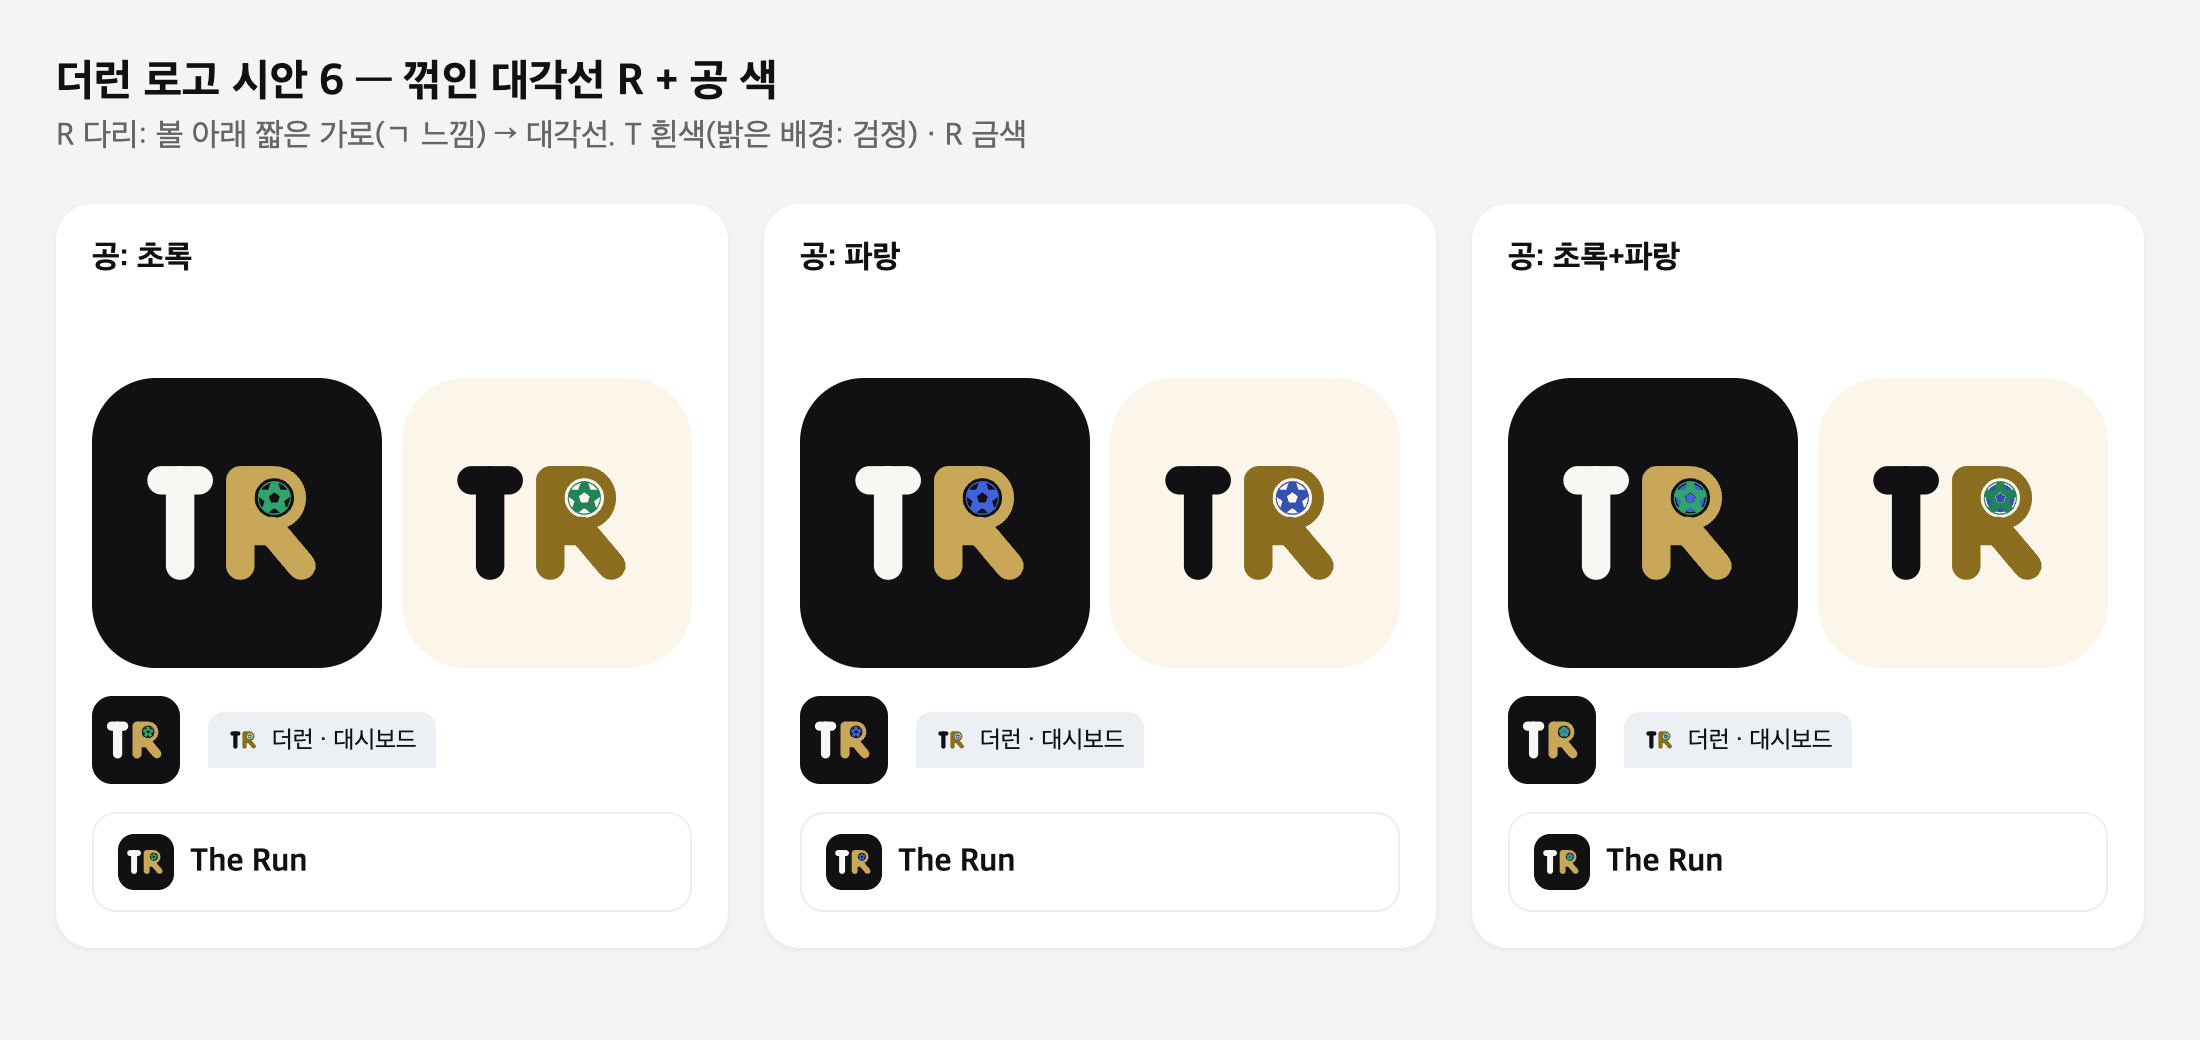 더런 로고 시안 6 — 꺾인 대각선 R + 공 색
R 다리: 볼 아래 짧은 가로(ㄱ 느낌) → 대각선. T 흰색(밝은 배경: 검정) · R 금색
공: 초록
TR
TR
TR
TR 더런 · 대시보드
TR The Run
공: 파랑
TR
TR
TR
TR 더런 · 대시보드
TR The Run
공: 초록+파랑
TR
TR
TR
TR 더런 · 대시보드
TR The Run